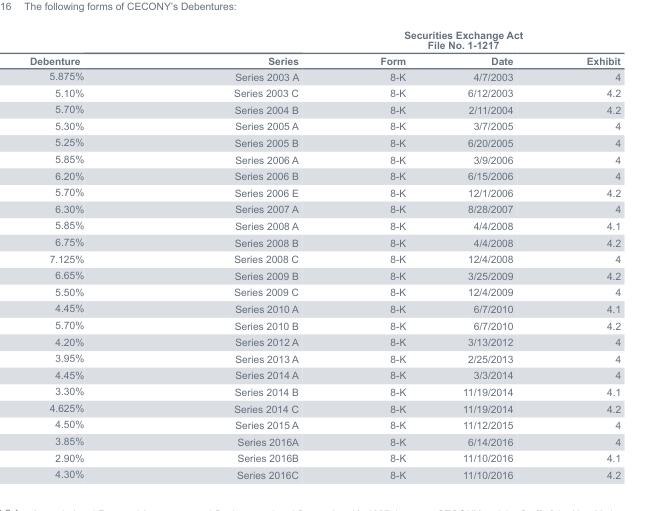 16 The following forms of CECONY's Debentures:
Securities Exchange Act
File No. 1-1217
Debenture Series Form Date Exhibit
5.875% Series 2003 A 8-K 4/7/2003 4
5.10% Series 2003 C 8-K 6/12/2003 4.2
5.70% Series 2004 B 8-K 2/11/2004 4.2
5.30% Series 2005 A 8-K 3/7/2005 4
5.25% Series 2005 B 8-K 6/20/2005 4
5.85% Series 2006 A 8-K 3/9/2006 4
6.20% Series 2006 B 8-K 6/15/2006 4
5.70% Series 2006 E 8-K 12/1/2006 4.2
6.30% Series 2007 A 8-K 8/28/2007 4
5.85% Series 2008 A 8-K 4/4/2008 4.1
6.75% Series 2008 B 8-K 4/4/2008 4.2
7.125% Series 2008 C 8-K 12/4/2008 4
6.65% Series 2009 B 8-K 3/25/2009 4.2
5.50% Series 2009 C 8-K 12/4/2009 4
4.45% Series 2010 A 8-K 6/7/2010 4.1
5.70% Series 2010 B 8-K 6/7/2010 4.2
4.20% Series 2012 A 8-K 3/13/2012 4
3.95% Series 2013 A 8-K 2/25/2013 4
4.45% Series 2014 A 8-K 3/3/2014 4
3.30% Series 2014 B 8-K 11/19/2014 4.1
4.625% Series 2014 C 8-K 11/19/2014 4.2
4.50% Series 2015 A 8-K 11/12/2015 4
3.85% Series 2016A 8-K 6/14/2016 4
2.90% Series 2016B 8-K 11/10/2016 4.1
4.30% Series 2016C 8-K 11/10/2016 4.2